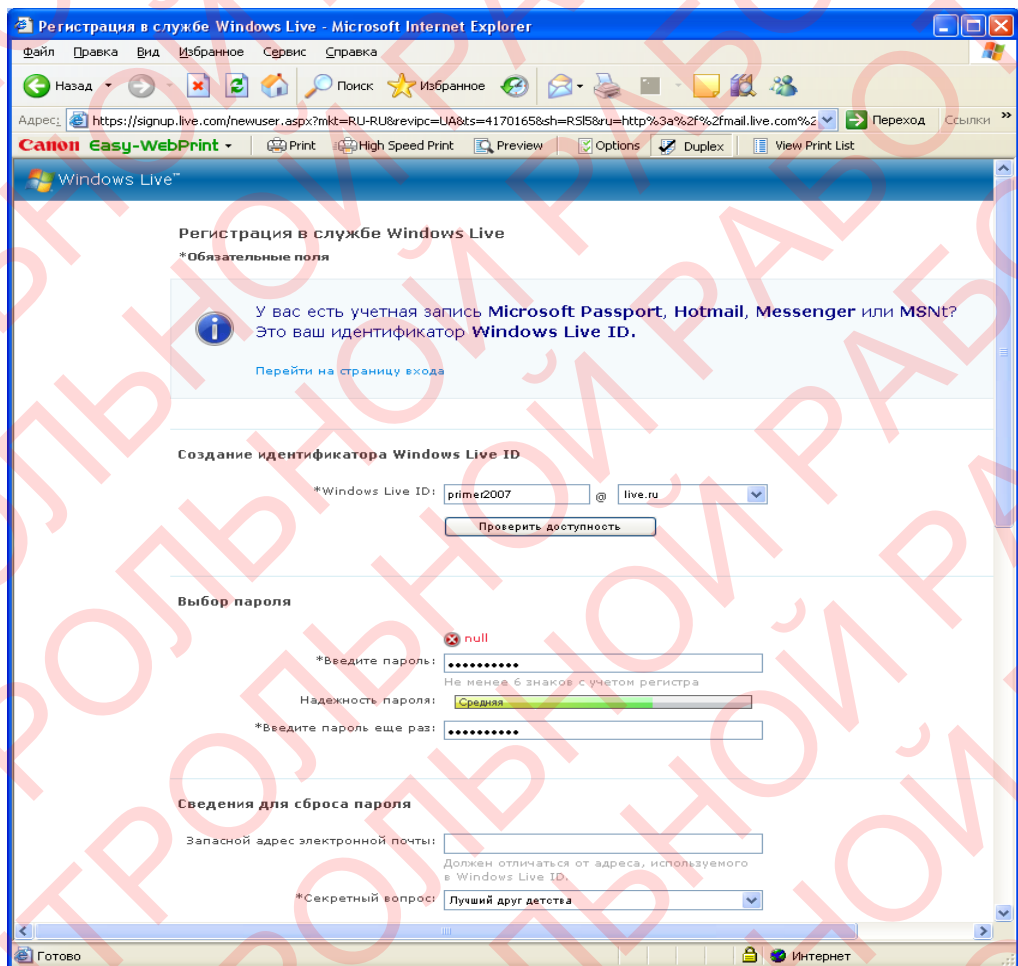 Регистрация в службе Windows Live - Microsoft Internet Explorer
Файл Правка Вид Избранное Сервис Справка
Назад Поиск Избранное
Адрес: https://signup.live.com/newuser.aspx?mkt=RU-RU&revipc=UA&ts=4170165&sh=RSl5&ru=http%3a%2f%2fmail.live.com%2 Переход Ссылки »
Canon Easy-WebPrint Print High Speed Print Preview Options Duplex View Print List
Windows Live™
Регистрация в службе Windows Live
*Обязательные поля
У вас есть учетная запись Microsoft Passport, Hotmail, Messenger или MSNt?
Это ваш идентификатор Windows Live ID.
Перейти на страницу входа
Создание идентификатора Windows Live ID
*Windows Live ID: primer2007 @ live.ru
Проверить доступность
Выбор пароля
null
*Введите пароль: ••••••••••
Не менее 6 знаков с учетом регистра
Надежность пароля: Средняя
*Введите пароль еще раз: ••••••••••
Сведения для сброса пароля
Запасной адрес электронной почты:
Должен отличаться от адреса, используемого
в Windows Live ID.
*Секретный вопрос: Лучший друг детства
Готово Интернет